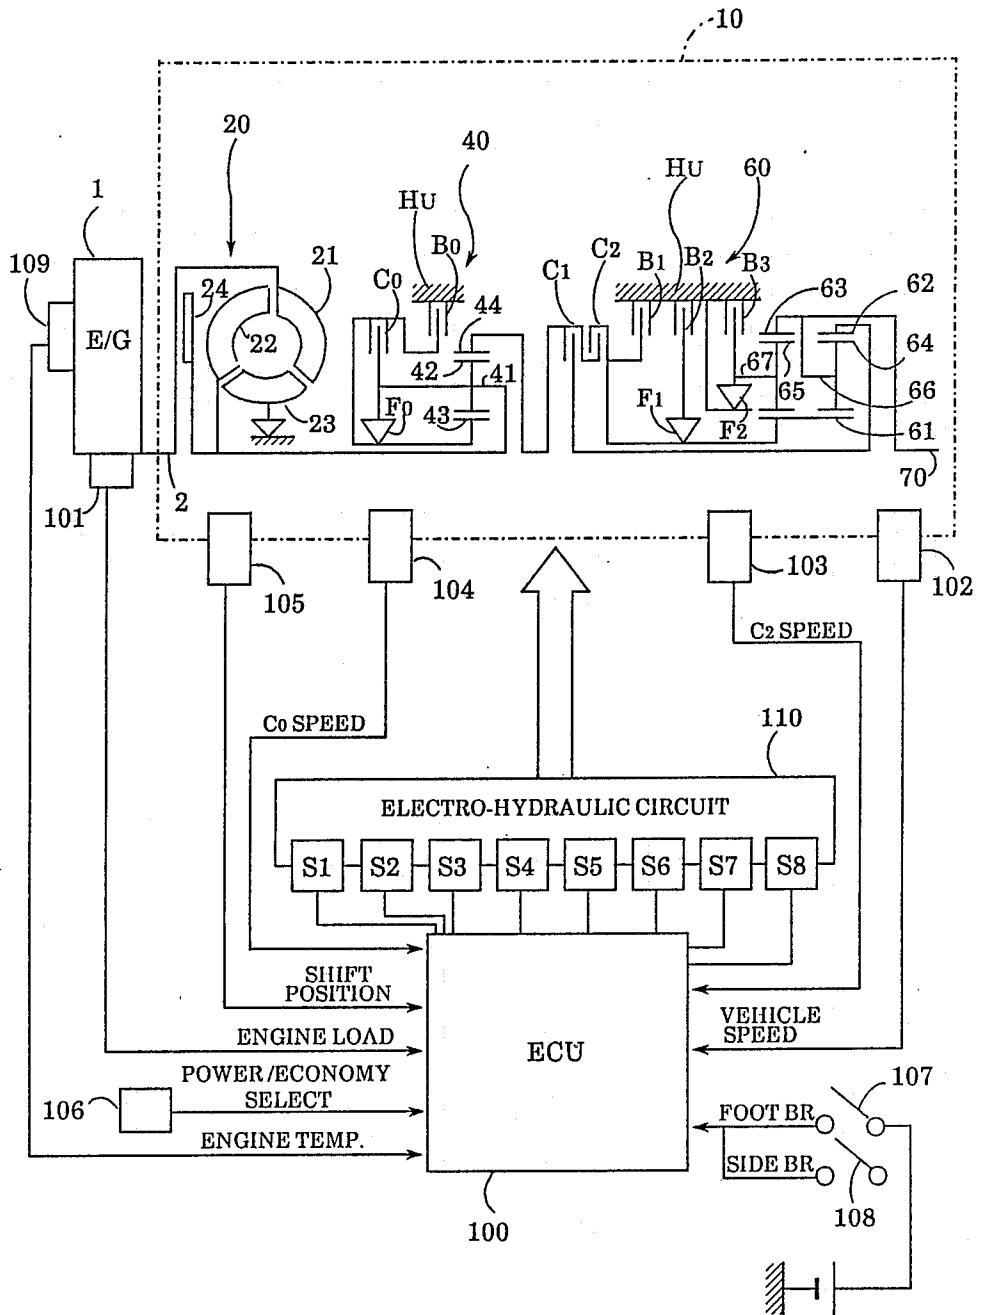 10
20
40
60
1
HU
HU
109
21
B0
C2
B1
B2
B3
24
C0
C1
63
62
44
E/G
22
42
41
67
64
65
66
F0
43
F1
F2
23
61
70
2
101
105
104
103
102
C2 SPEED
C0 SPEED
110
ELECTRO-HYDRAULIC CIRCUIT
S1 S2 S3 S4 S5 S6 S7 S8
SHIFT
POSITION
VEHICLE
SPEED
ENGINE LOAD
ECU
POWER/ECONOMY
SELECT
106
107
FOOT BR
ENGINE TEMP.
SIDE BR
108
100